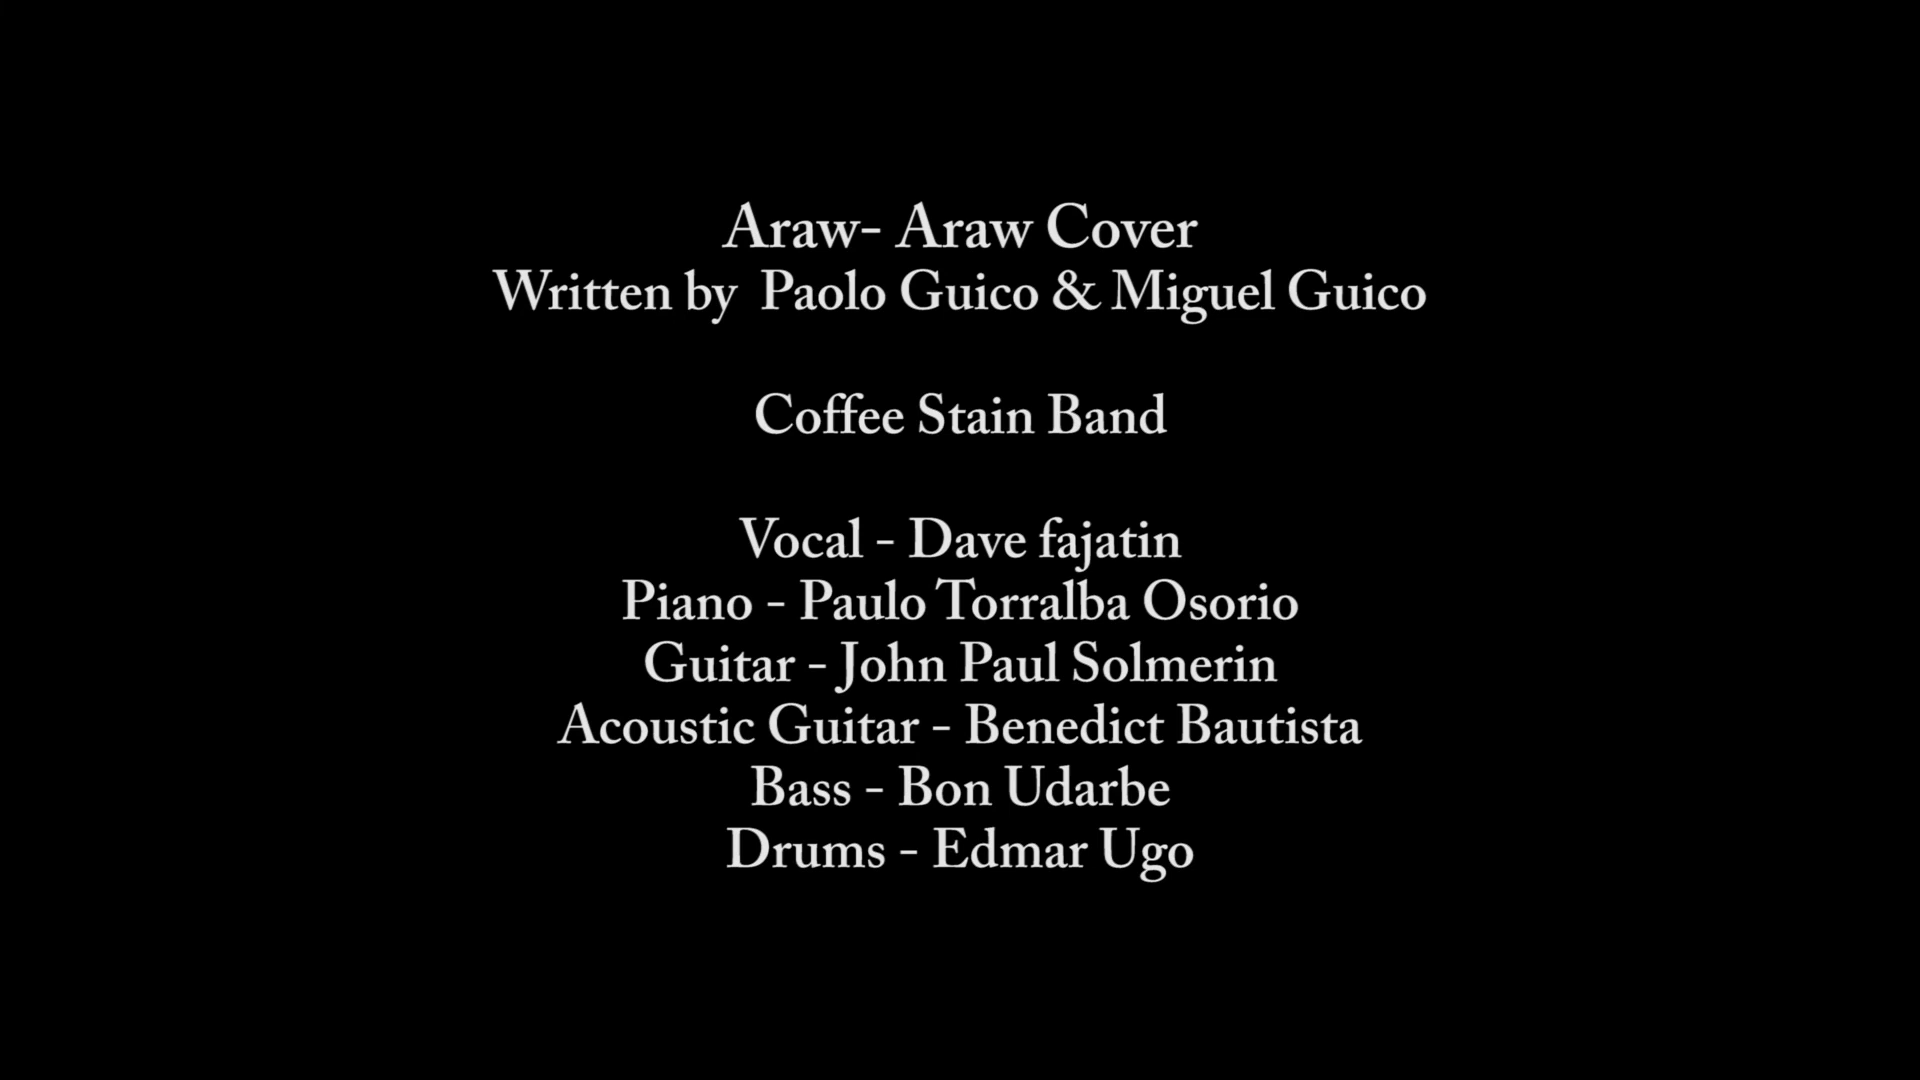 Araw- Araw Cover
Written by  Paolo Guico & Miguel Guico
Coffee Stain Band
Vocal - Dave fajatin
Piano - Paulo Torralba Osorio
Guitar - John Paul Solmerin
Acoustic Guitar - Benedict Bautista
Bass - Bon Udarbe
Drums - Edmar Ugo